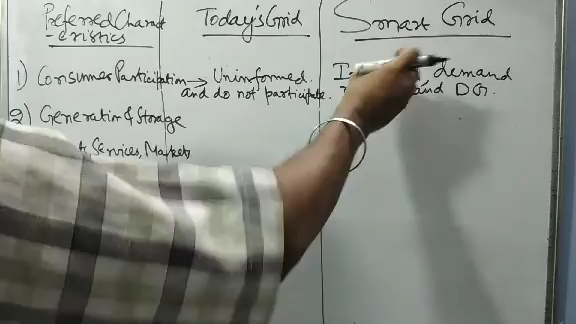 Preferred Charact
-eristics
Today's Grid
Smart Grid
1) Consumer Participation → Uninformed.
and do not participate.
demand
and DG.
2) Generation & Storage
Services, Markets